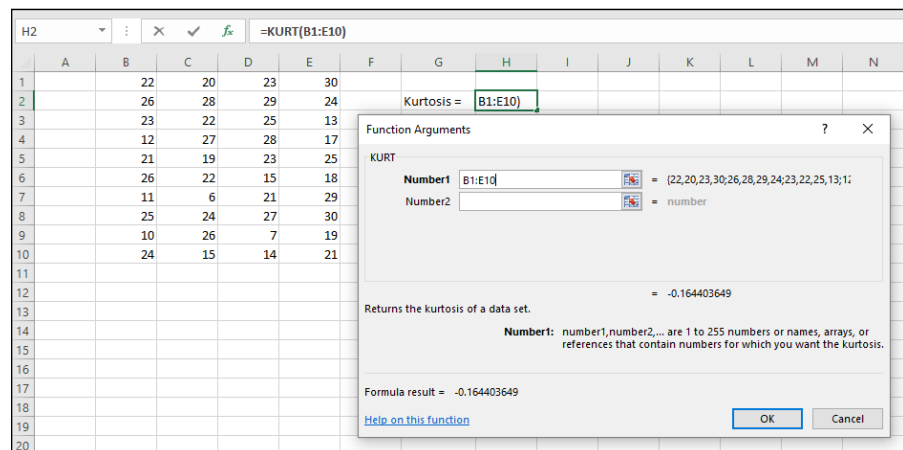 H2 fx =KURT(B1:E10)
A B C D E F G H I J K L M N
1 22 20 23 30
2 26 28 29 24 Kurtosis = B1:E10)
3 23 22 25 13
4 12 27 28 17
5 21 19 23 25
6 26 22 15 18
7 11 6 21 29
8 25 24 27 30
9 10 26 7 19
10 24 15 14 21
11
12
13
14
15
16
17
18
19
20
Function Arguments ? X
KURT
Number1 B1:E10 = {22,20,23,30;26,28,29,24;23,22,25,13;12
Number2 = number
= -0.164403649
Returns the kurtosis of a data set.
Number1: number1,number2,... are 1 to 255 numbers or names, arrays, or
references that contain numbers for which you want the kurtosis.
Formula result = -0.164403649
Help on this function OK Cancel